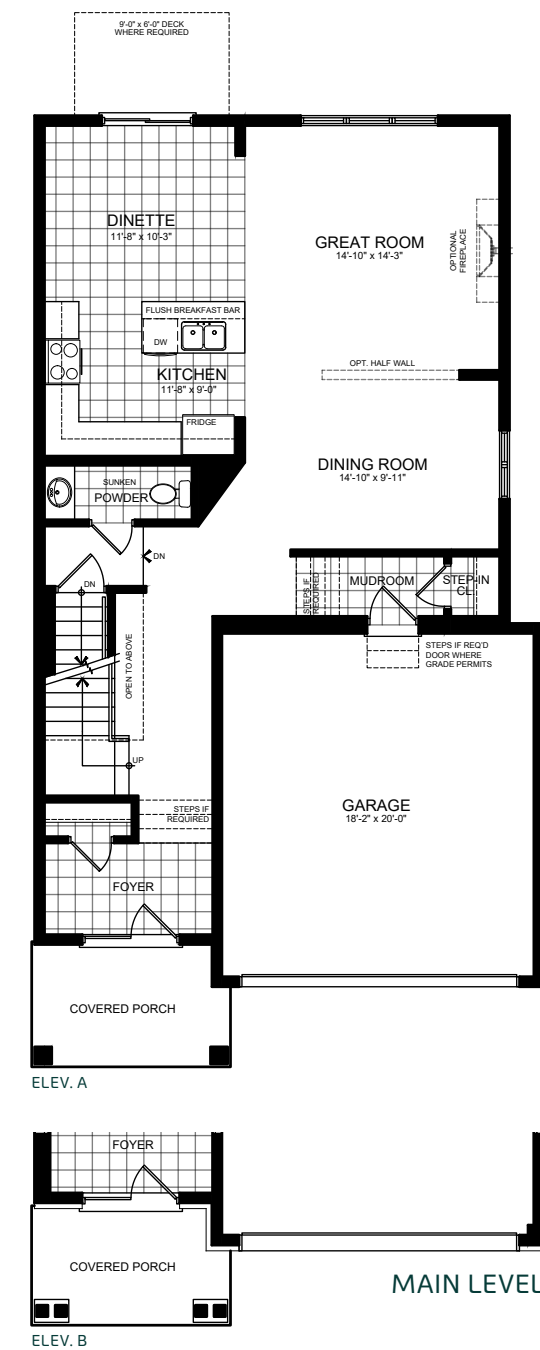 9'-0" x 6'-0" DECK
WHERE REQUIRED
DINETTE
11'-8" x 10'-3"
GREAT ROOM
14'-10" x 14'-3"
OPTIONAL
FIREPLACE
FLUSH BREAKFAST BAR
DW
KITCHEN
11'-8" x 9'-0"
OPT. HALF WALL
FRIDGE
DINING ROOM
14'-10" x 9'-11"
SUNKEN
POWDER
DN
DN
STEPS IF
REQUIRED
MUDROOM
STEP-IN
CL.
OPEN TO ABOVE
STEPS IF REQ'D
DOOR WHERE
GRADE PERMITS
UP
STEPS IF
REQUIRED
GARAGE
18'-2" x 20'-0"
FOYER
COVERED PORCH
ELEV. A
FOYER
COVERED PORCH
MAIN LEVEL
ELEV. B